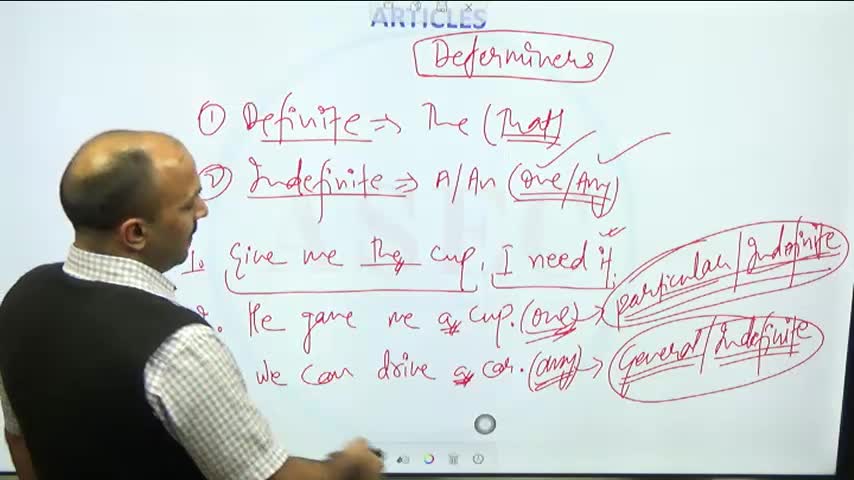 ARTICLES
Determiners
① Definite ⇒ The (That)
② Indefinite ⇒ A/An (One/Any)
1. Give me the cup, I need it.
2. He gave me a cup. (one) → particular/Indefinite
We can drive a car. (any) → General/Indefinite